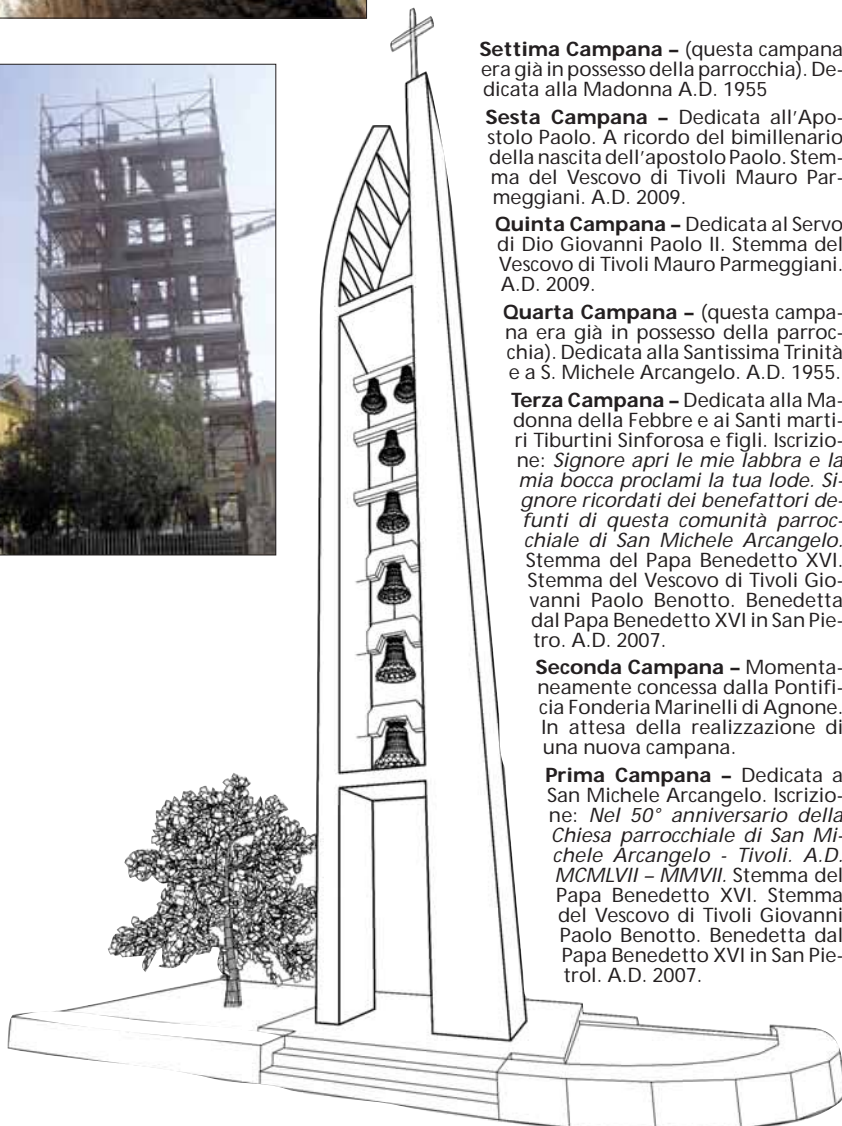 Settima Campana – (questa campana
era già in possesso della parrocchia). De-
dicata alla Madonna A.D. 1955
Sesta Campana – Dedicata all'Apo-
stolo Paolo. A ricordo del bimillenario
della nascita dell'apostolo Paolo. Stem-
ma del Vescovo di Tivoli Mauro Par-
meggiani. A.D. 2009.
Quinta Campana – Dedicata al Servo
di Dio Giovanni Paolo II. Stemma del
Vescovo di Tivoli Mauro Parmeggiani.
A.D. 2009.
Quarta Campana – (questa campa-
na era già in possesso della parroc-
chia). Dedicata alla Santissima Trinità
e a S. Michele Arcangelo. A.D. 1955.
Terza Campana – Dedicata alla Ma-
donna della Febbre e ai Santi marti-
ri Tiburtini Sinforosa e figli. Iscrizio-
ne: Signore apri le mie labbra e la
mia bocca proclami la tua lode. Si-
gnore ricordati dei benefattori de-
funti di questa comunità parroc-
chiale di San Michele Arcangelo.
Stemma del Papa Benedetto XVI.
Stemma del Vescovo di Tivoli Gio-
vanni Paolo Benotto. Benedetta
dal Papa Benedetto XVI in San Pie-
tro. A.D. 2007.
Seconda Campana – Momenta-
neamente concessa dalla Pontifi-
cia Fonderia Marinelli di Agnone.
In attesa della realizzazione di
una nuova campana.
Prima Campana – Dedicata a
San Michele Arcangelo. Iscrizio-
ne: Nel 50° anniversario della
Chiesa parrocchiale di San Mi-
chele Arcangelo - Tivoli. A.D.
MCMLVII – MMVII. Stemma del
Papa Benedetto XVI. Stemma
del Vescovo di Tivoli Giovanni
Paolo Benotto. Benedetta dal
Papa Benedetto XVI in San Pie-
trol. A.D. 2007.